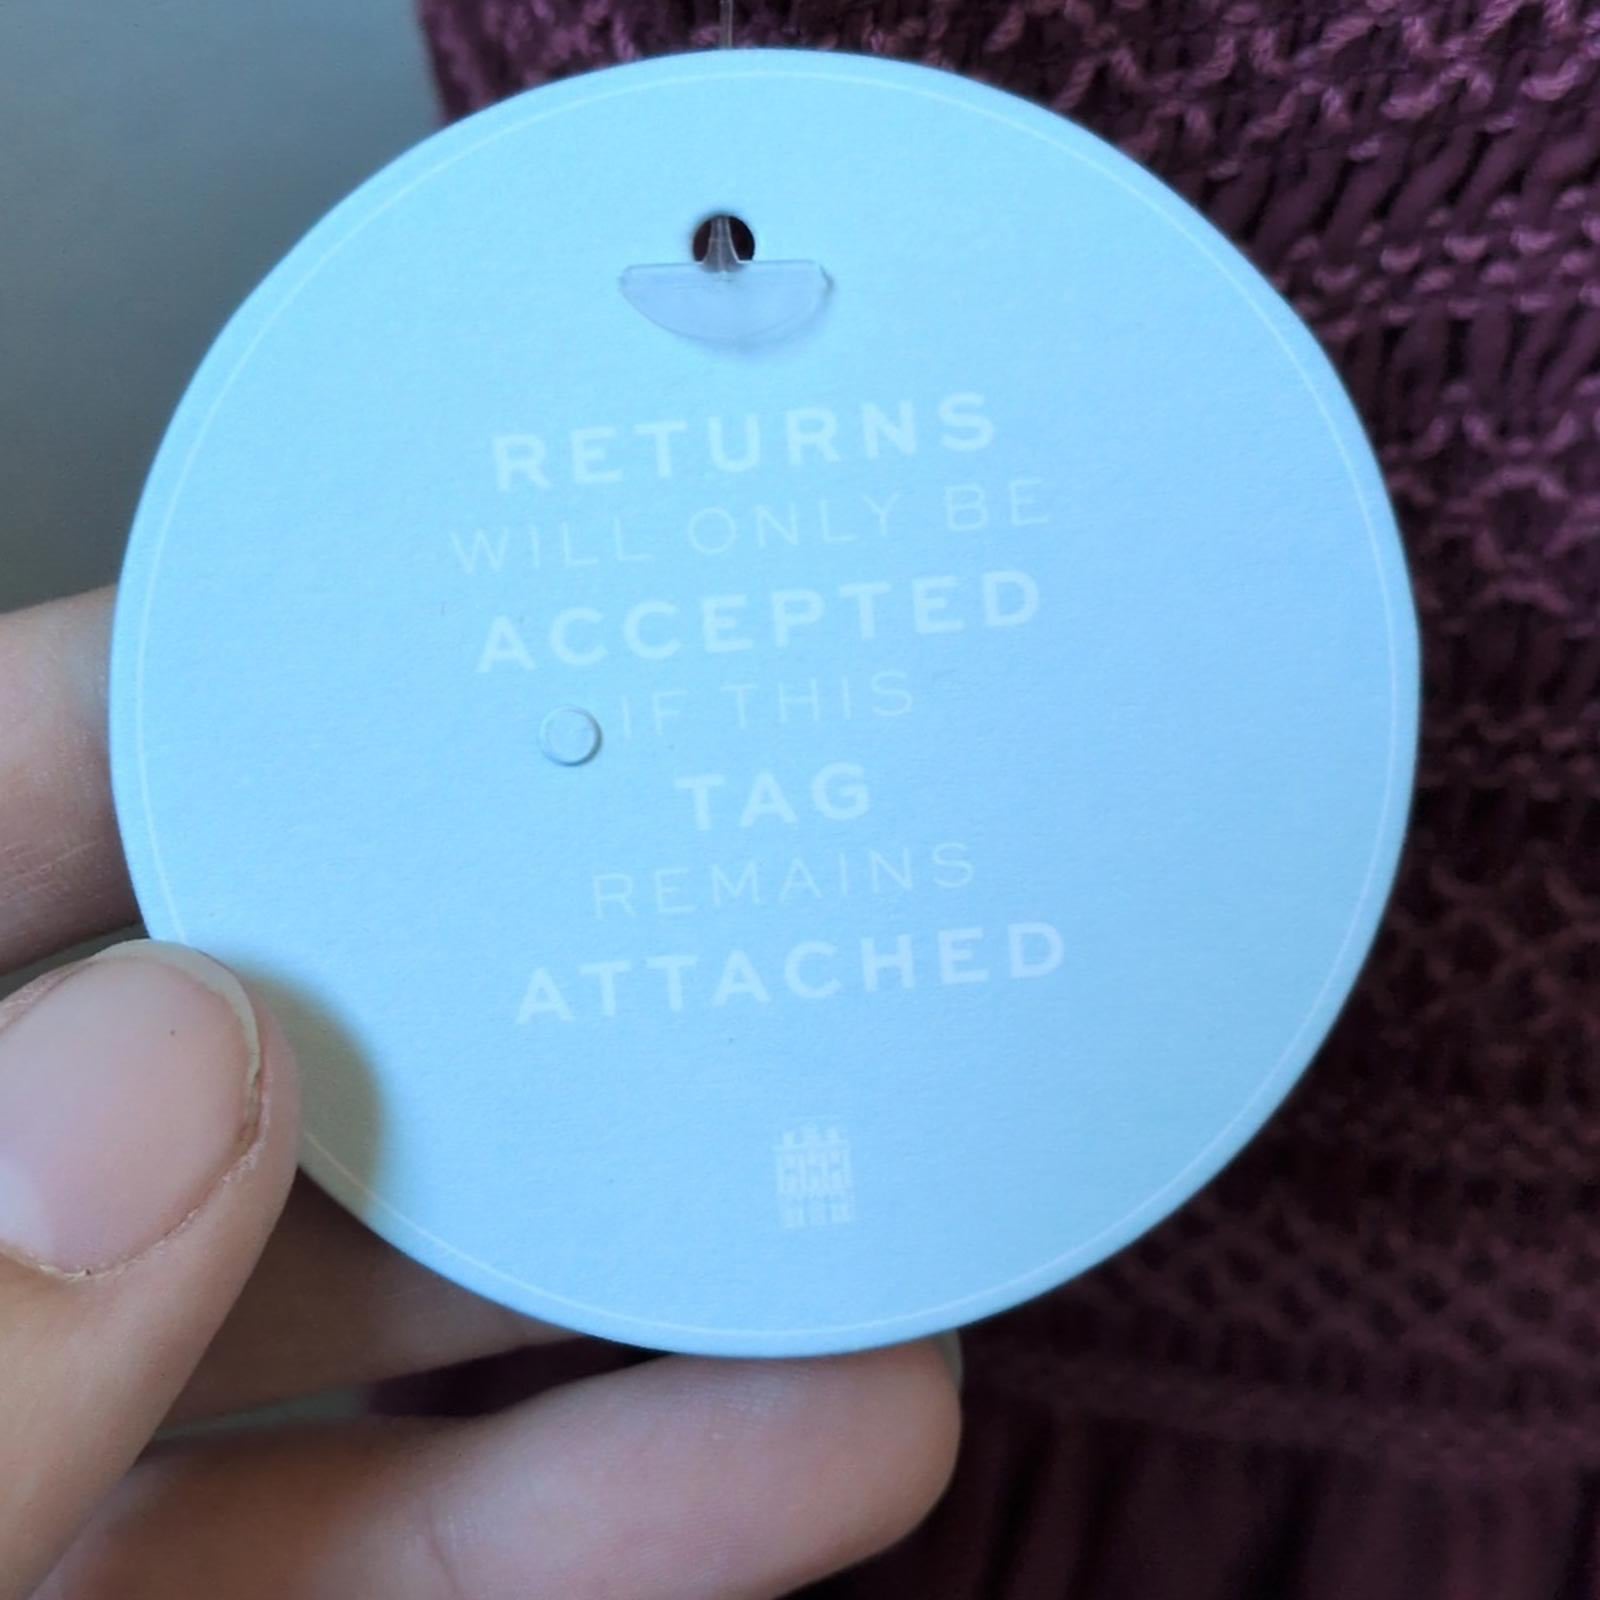 RETURNS
WILL ONLY BE
ACCEPTED
IF THIS
TAG
REMAINS
ATTACHED